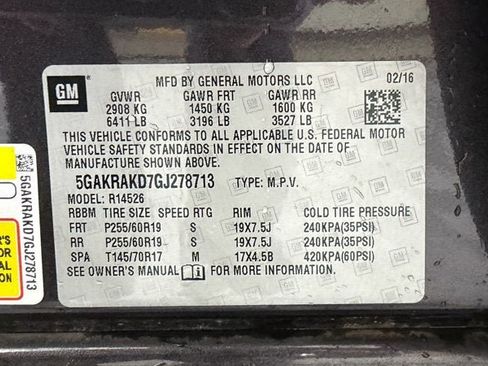 GM
MFD BY GENERAL MOTORS LLC 02/16
GVWR GAWR FRT GAWR RR
2908 KG 1450 KG 1600 KG
6411 LB 3196 LB 3527 LB
THIS VEHICLE CONFORMS TO ALL APPLICABLE U.S. FEDERAL MOTOR
VEHICLE SAFETY STANDARDS IN EFFECT ON THE DATE OF
MANUFACTURE SHOWN ABOVE.
5GAKRAKD7GJ278713 TYPE: M.P.V.
MODEL: R14526
RBBM TIRE SIZE SPEED RTG RIM COLD TIRE PRESSURE
FRT P255/60R19 S 19X7.5J 240KPA(35PSI)
RR P255/60R19 S 19X7.5J 240KPA(35PSI)
SPA T145/70R17 M 17X4.5B 420KPA(60PSI)
SEE OWNER'S MANUAL
5GAKRAKD7GJ278713